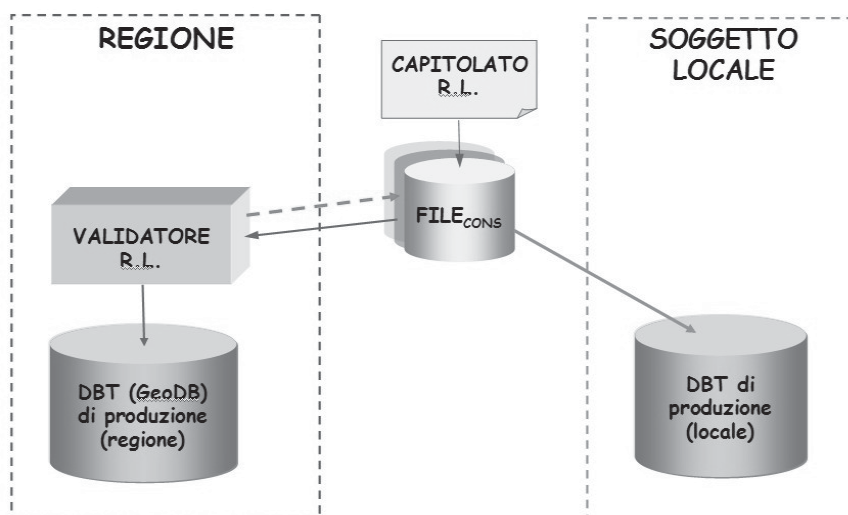 REGIONE
SOGGETTO
LOCALE
CAPITOLATO
R.L.
FILECONS
VALIDATORE
R.L.
DBT (GeoDB)
di produzione
(regione)
DBT di
produzione
(locale)